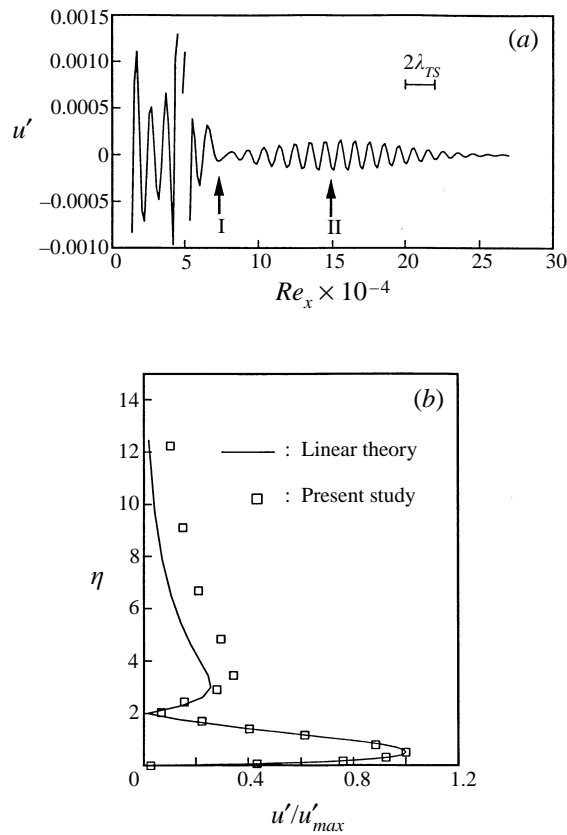 0.0015
(a)
0.0010
2λ_TS
0.0005
u′
0
−0.0005
I
II
−0.0010
0
5
10
15
20
25
30
Re_x × 10⁻⁴
14
(b)
12
— : Linear theory
□ : Present study
10
8
η
6
4
2
0
0.4
0.8
1.2
u′/u′_max